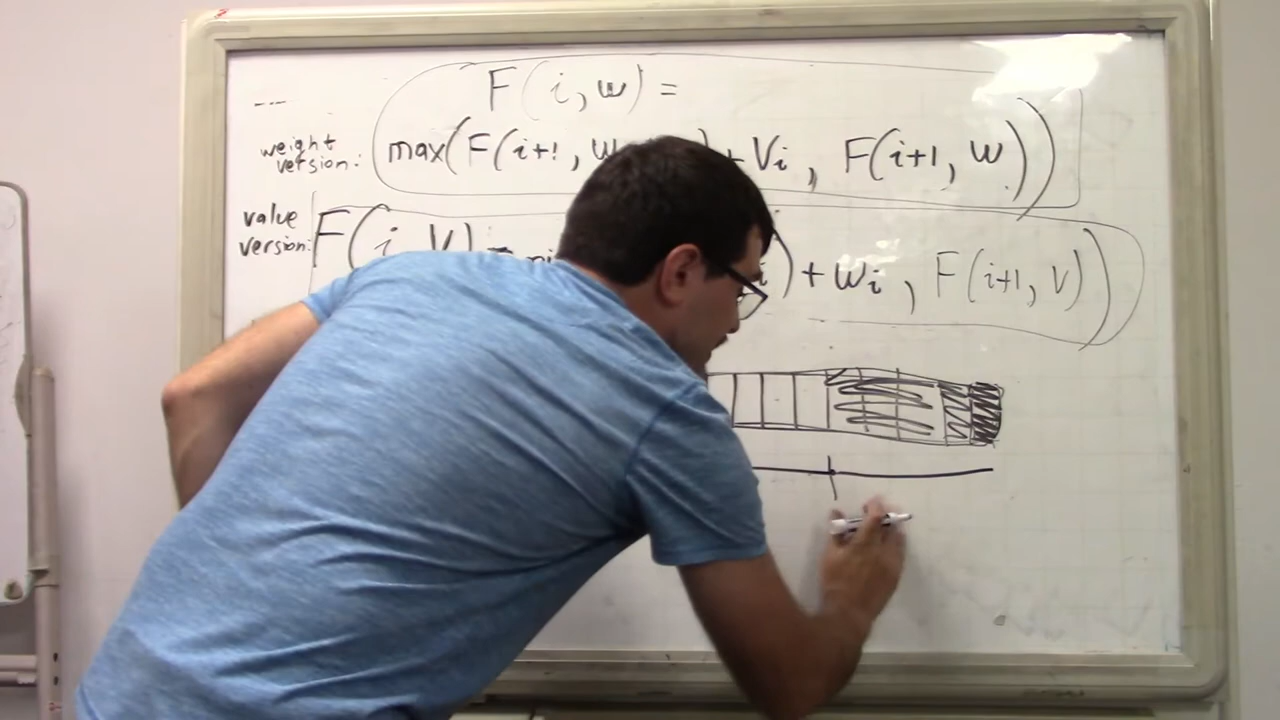 ....
F(i, w) =
weight
version:
max(F(i+1, w + Vi, F(i+1, w))
value
version:
F(i, V) = + wi, F(i+1, V))